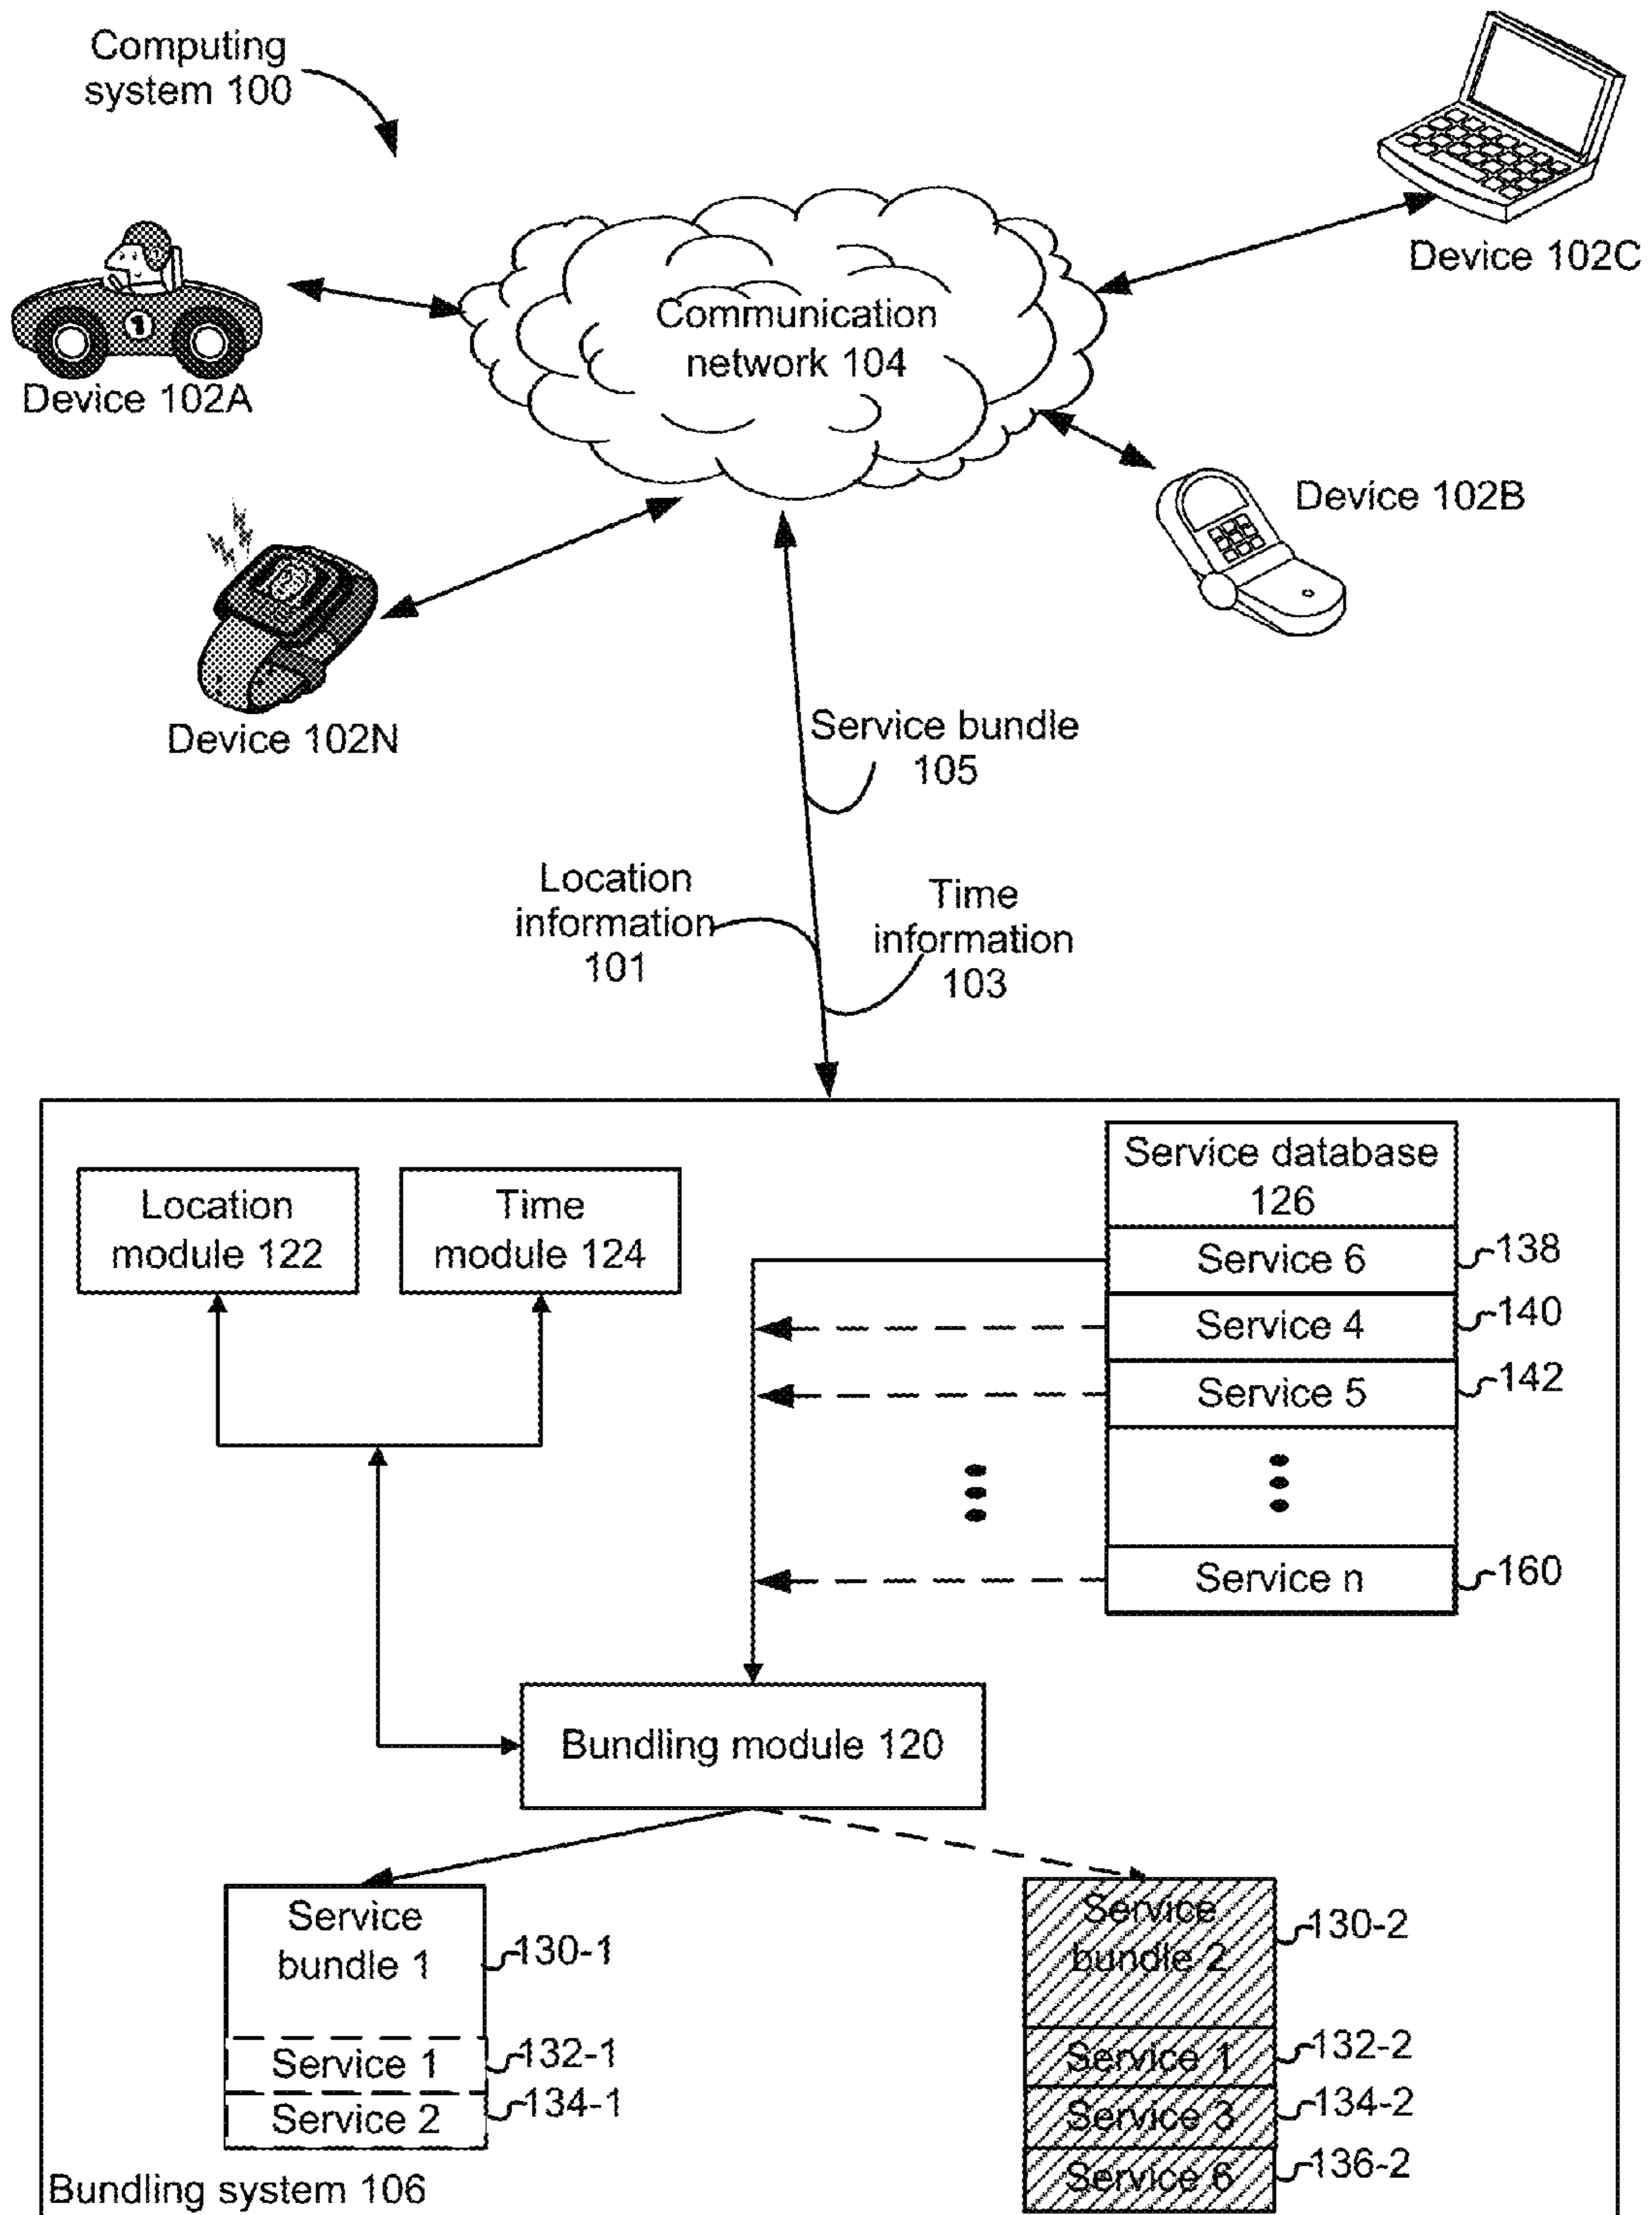 Computing
system 100
Device 102C
Communication
network 104
1
Device 102A
Device 102B
Device 102N
Service bundle
105
Location
information
101
Time
information
103
Service database
126
Location
module 122
Time
module 124
Service 6
138
Service 4
140
Service 5
142
Service n
160
Bundling module 120
Service
bundle 1
130-1
Service 1
132-1
Service 2
134-1
Service
bundle 2
130-2
Service 1
132-2
Service 3
134-2
Service 6
136-2
Bundling system 106